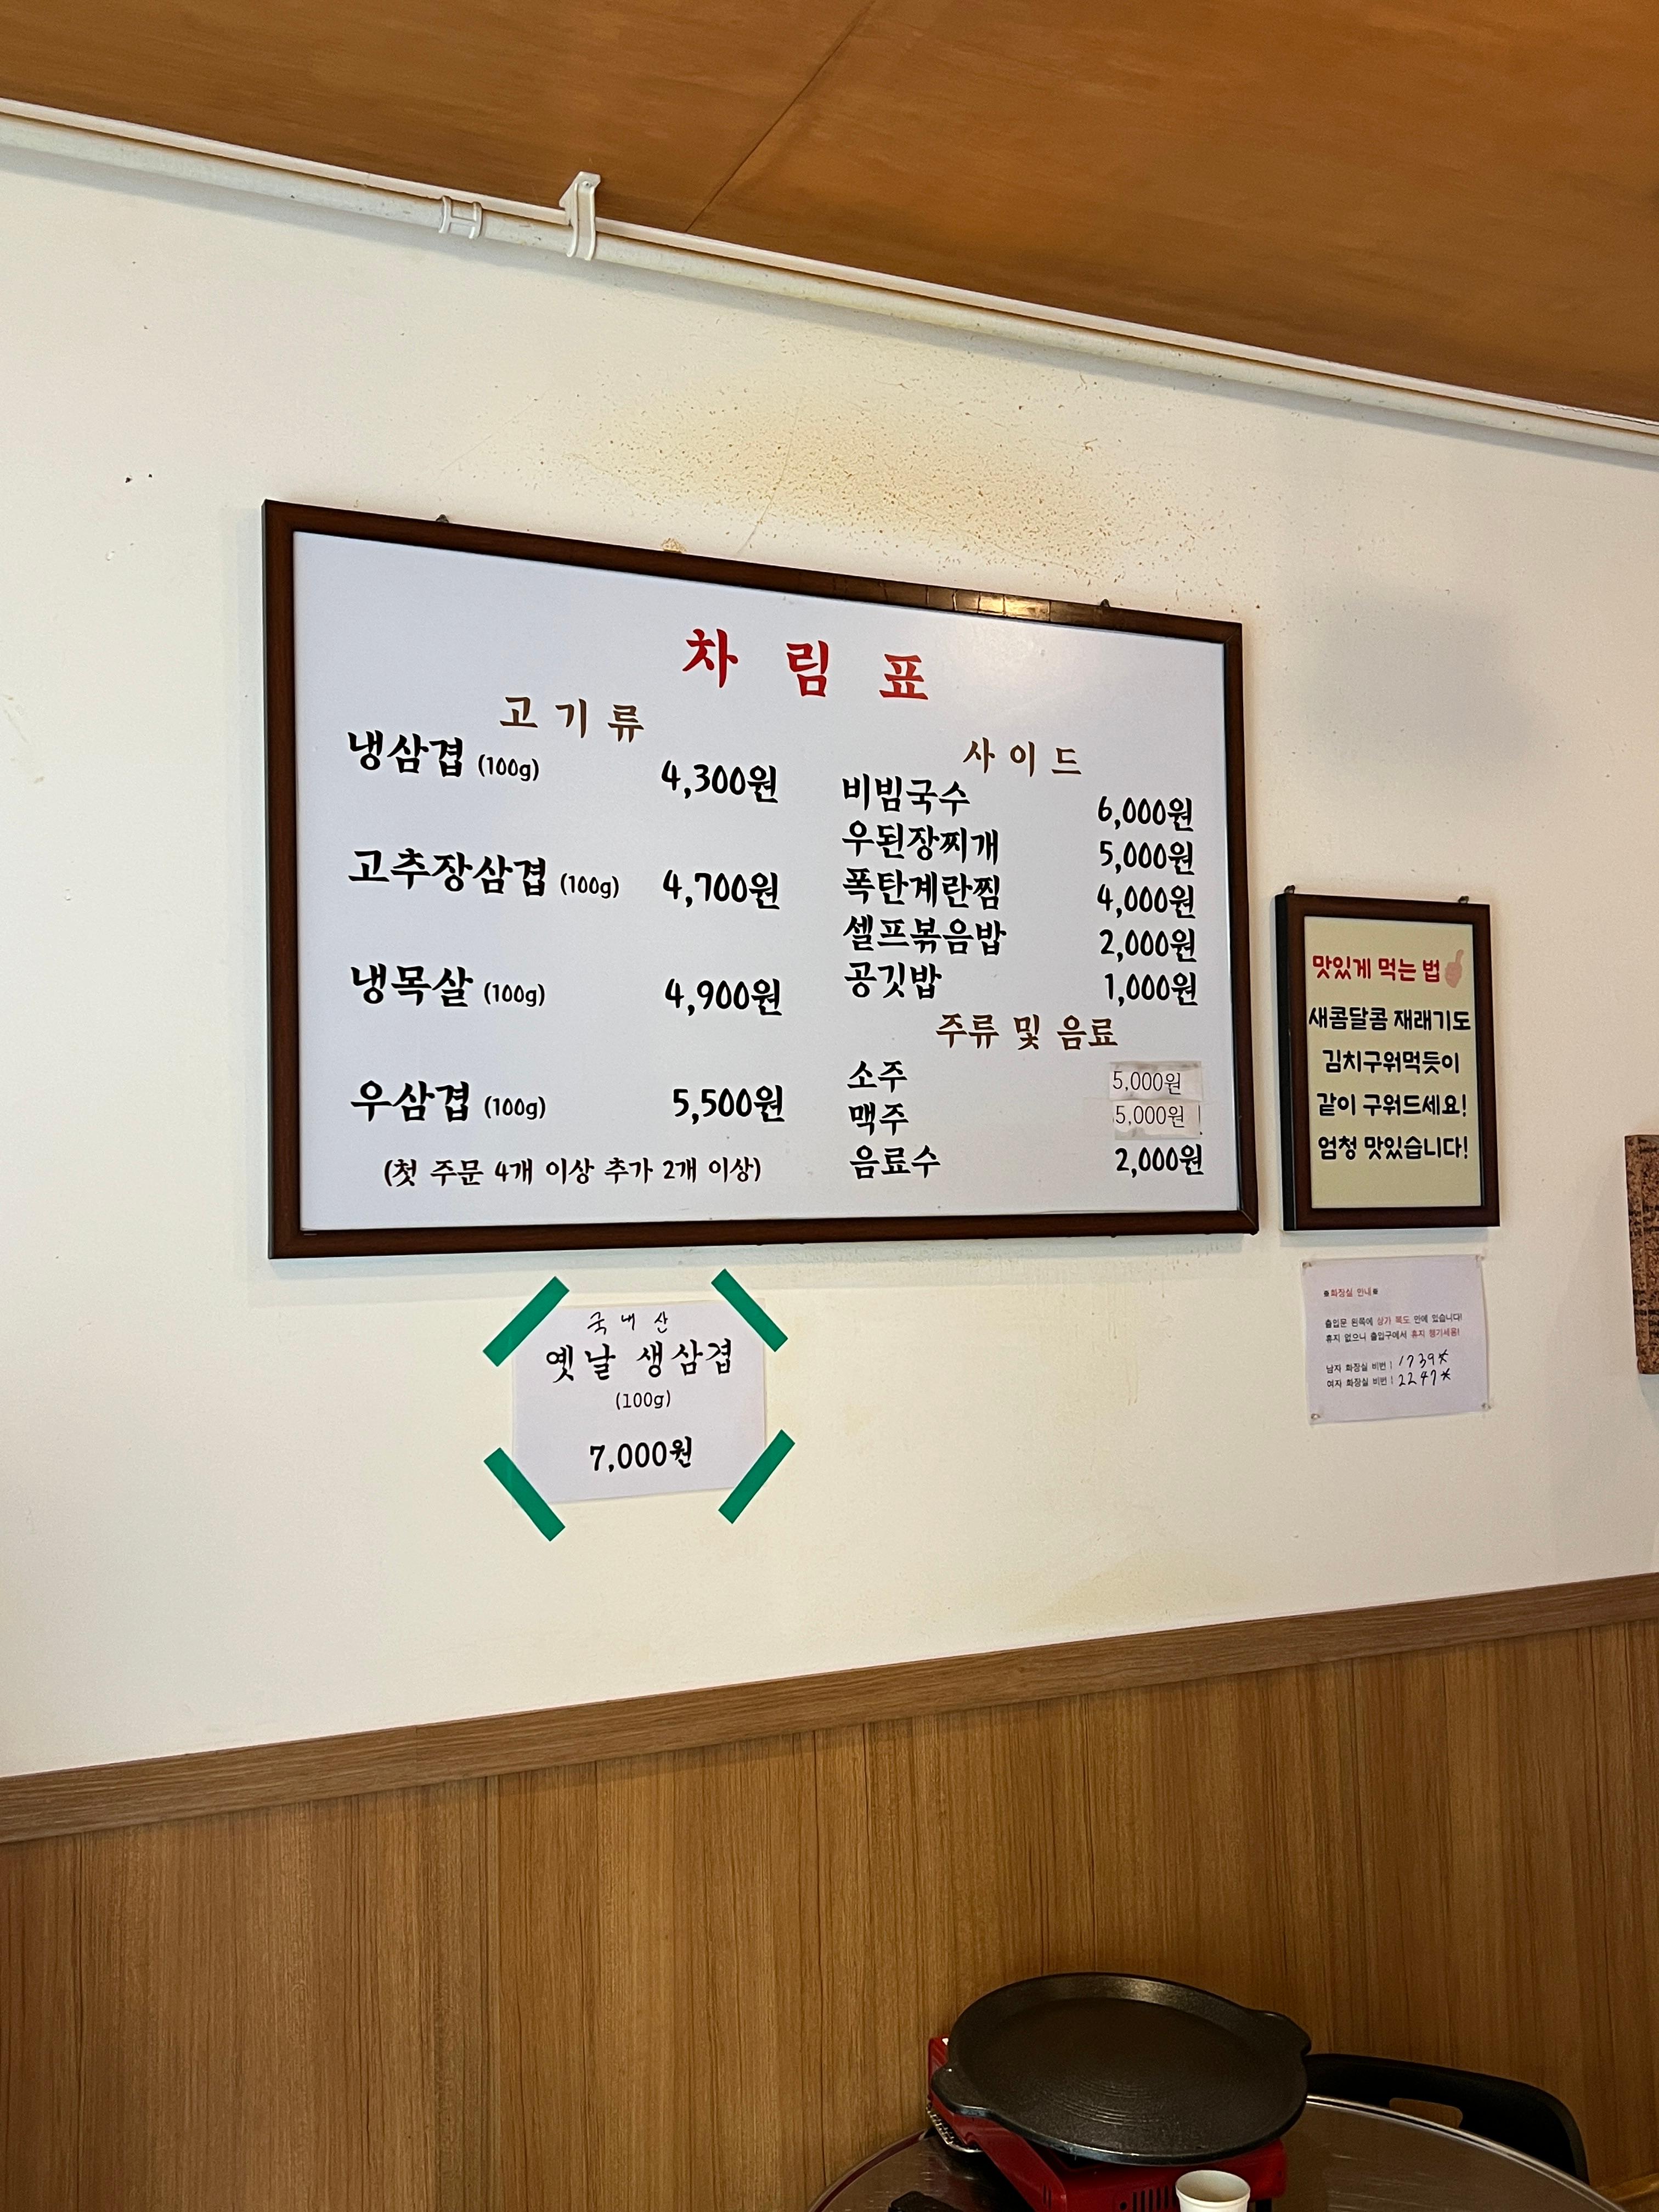 차림표
고기류
냉삼겹 (100g) 4,300원
고추장삼겹 (100g) 4,700원
냉목살 (100g) 4,900원
우삼겹 (100g) 5,500원
(첫 주문 4개 이상 추가 2개 이상)
사이드
비빔국수 6,000원
우된장찌개 5,000원
폭탄계란찜 4,000원
셀프볶음밥 2,000원
공깃밥 1,000원
주류 및 음료
소주 5,000원
맥주 5,000원
음료수 2,000원
맛있게 먹는 법
새콤달콤 재래기도
김치구워먹듯이
같이 구워드세요!
엄청 맛있습니다!
국내산
옛날 생삼겹
(100g)
7,000원
※화장실 안내※
출입문 왼쪽에 상가 복도 안에 있습니다!
휴지 없으니 출입구에서 휴지 챙기세용!
남자 화장실 비번 : 1739*
여자 화장실 비번 : 2247*